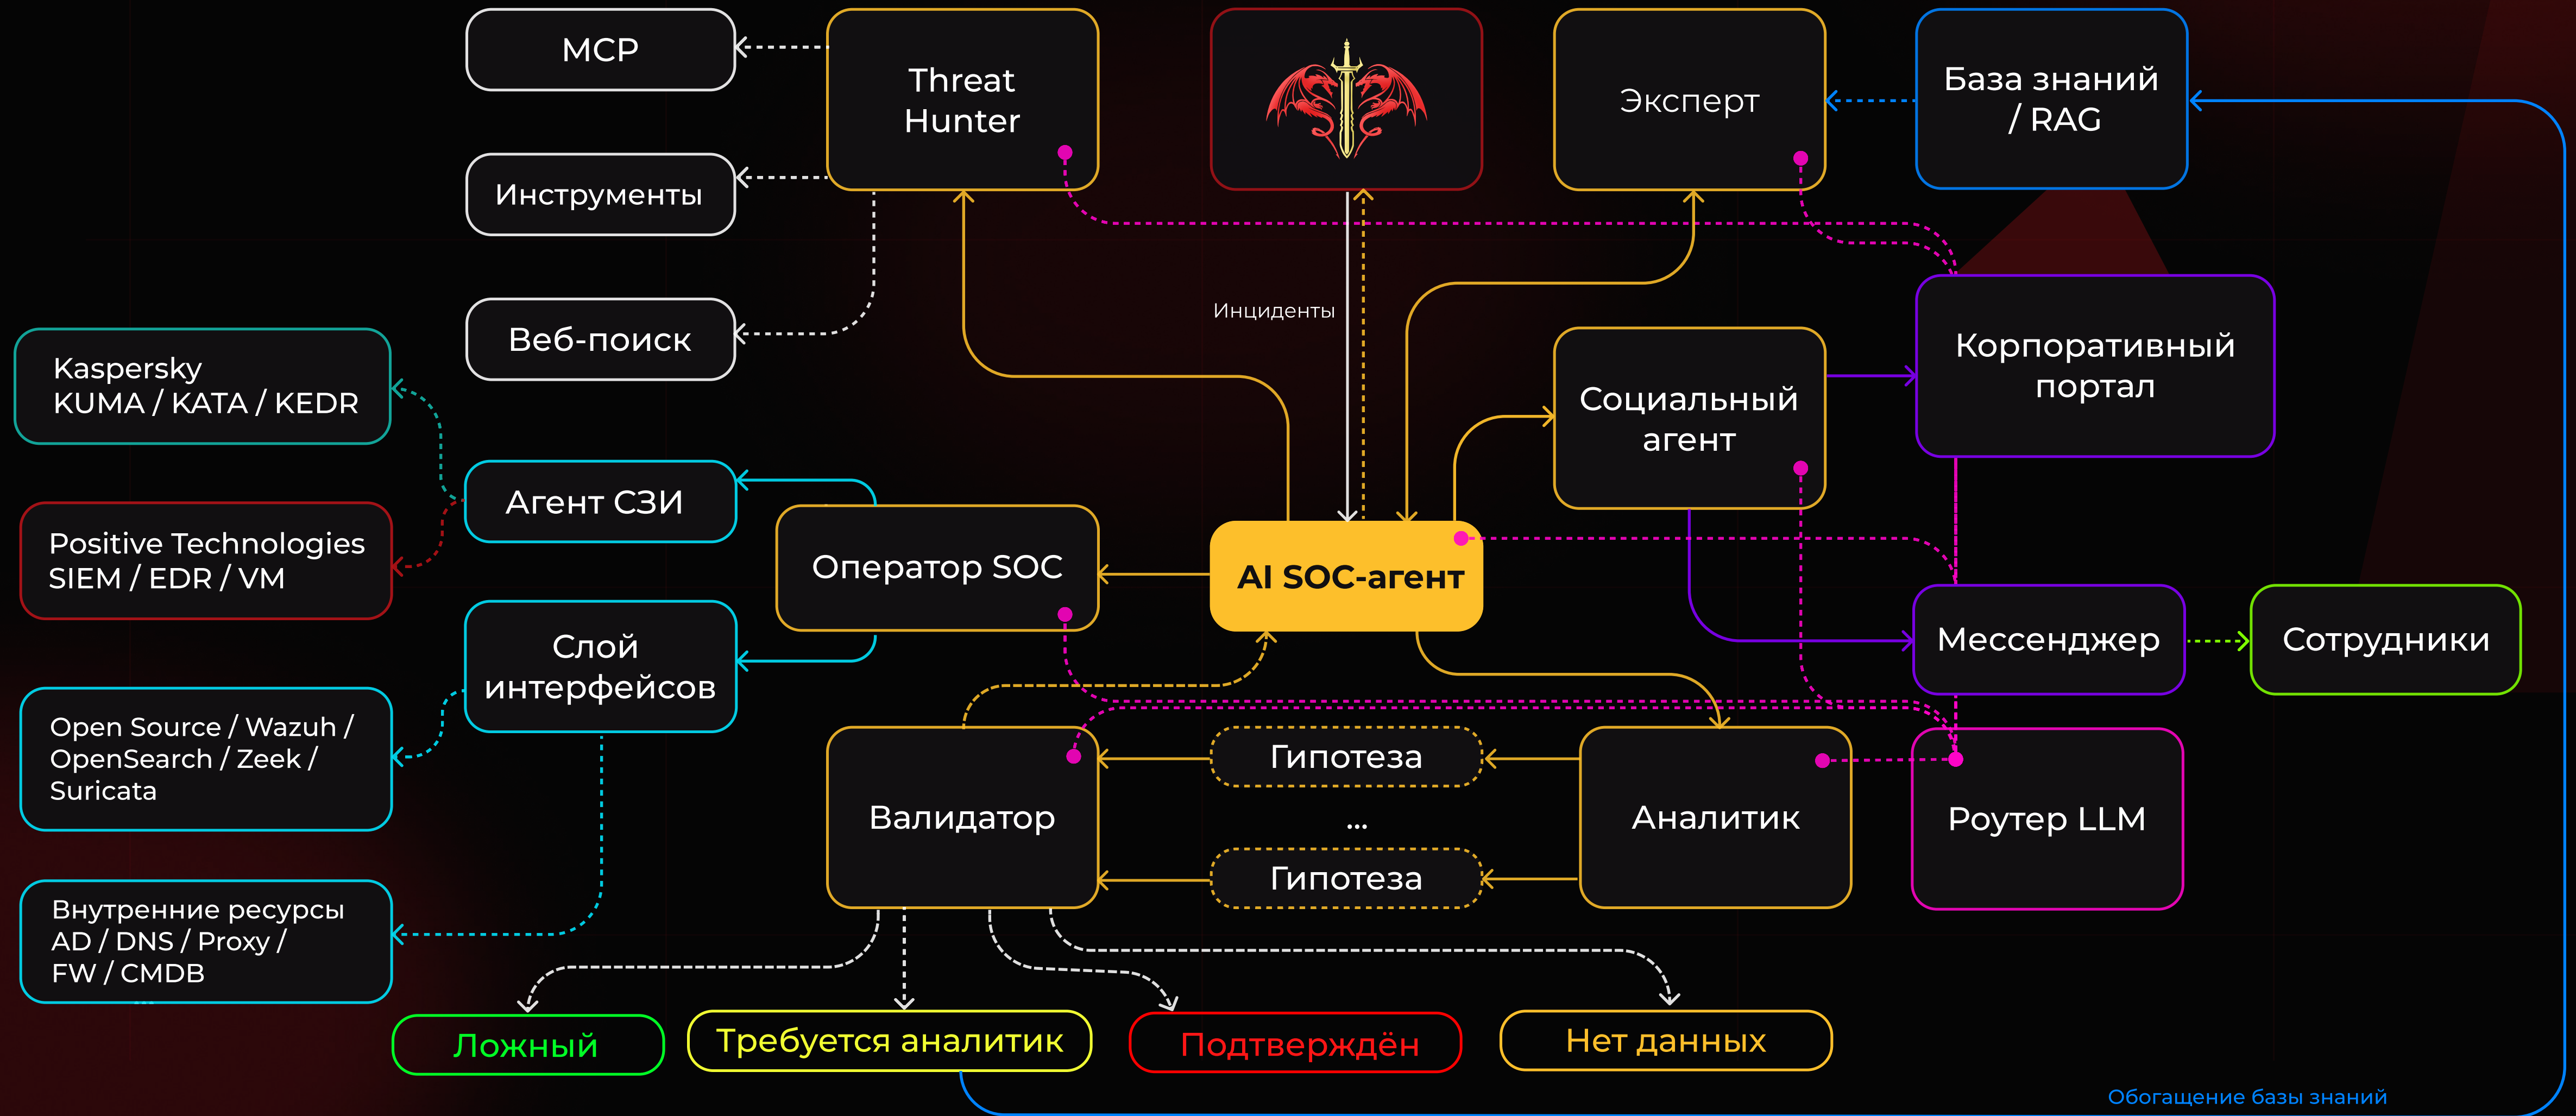 MCP
Threat
Hunter
Эксперт
База знаний
/ RAG
Инструменты
Веб-поиск
Инциденты
Kaspersky
KUMA / KATA / KEDR
Социальный
агент
Корпоративный
портал
Агент СЗИ
Positive Technologies
SIEM / EDR / VM
Оператор SOC
AI SOC-агент
Слой
интерфейсов
Мессенджер
Сотрудники
Open Source / Wazuh /
OpenSearch / Zeek /
Suricata
Валидатор
Гипотеза
...
Гипотеза
Аналитик
Роутер LLM
Внутренние ресурсы
AD / DNS / Proxy /
FW / CMDB
Ложный
Требуется аналитик
Подтверждён
Нет данных
Обогащение базы знаний